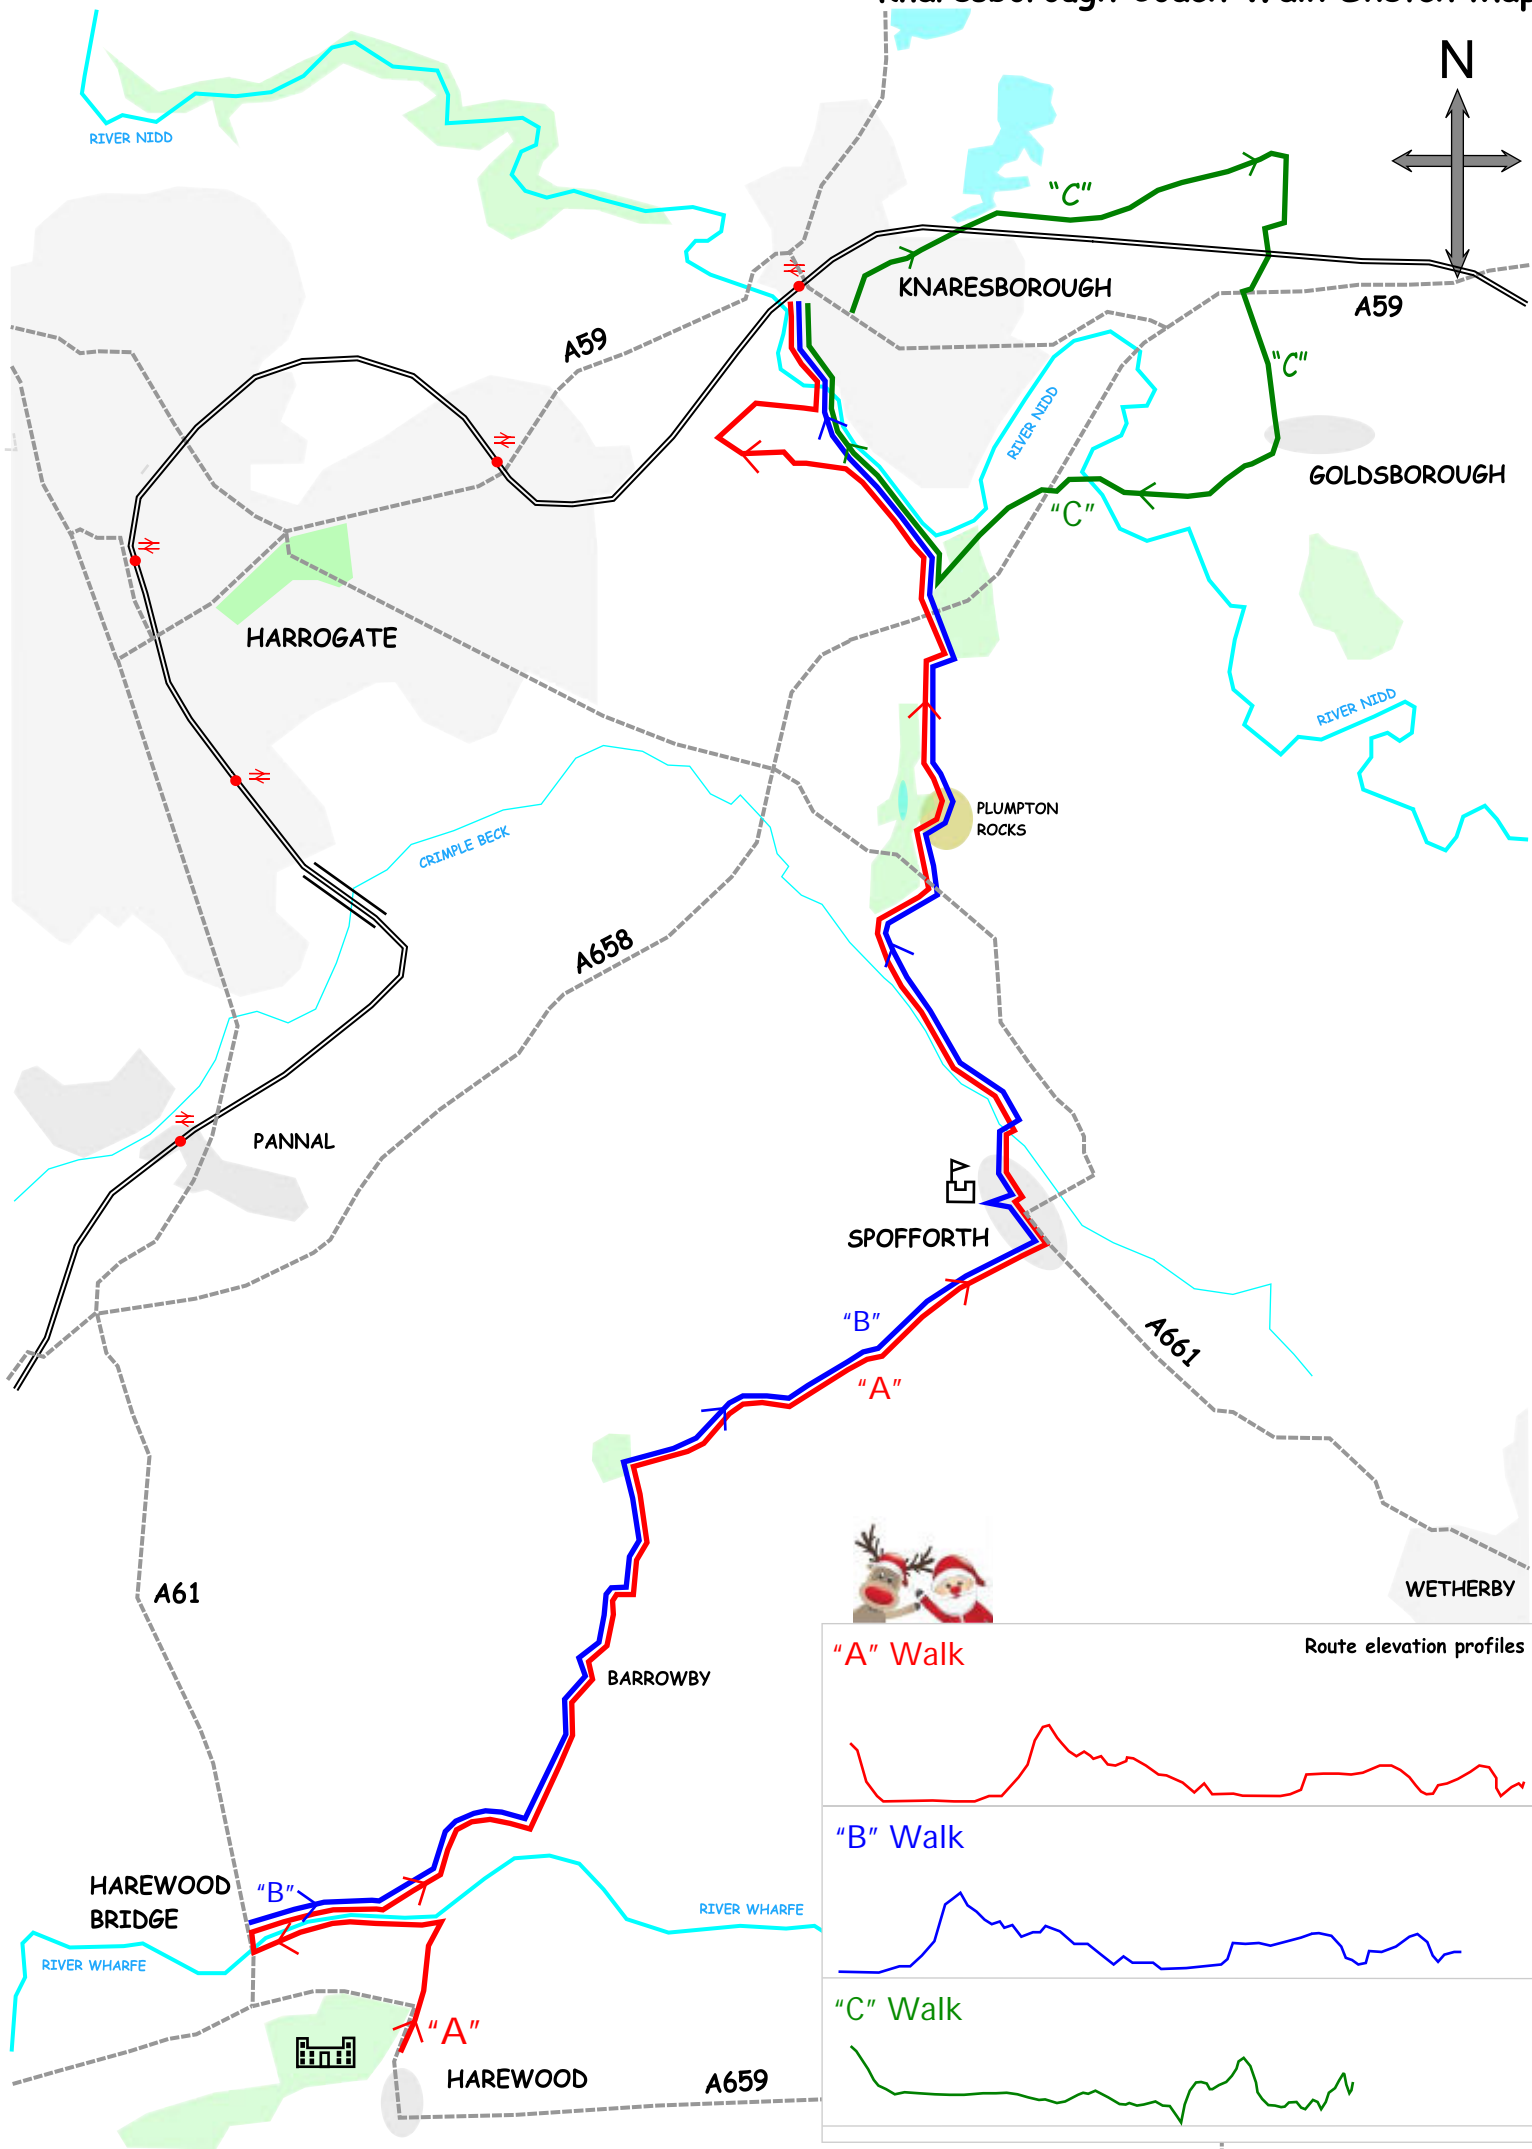 Knaresborough Coach Walk Sketch Map
N
RIVER NIDD
"C"
KNARESBOROUGH
A59
A59
"C"
RIVER NIDD
GOLDSBOROUGH
"C"
HARROGATE
RIVER NIDD
PLUMPTON
ROCKS
CRIMPLE BECK
A658
PANNAL
SPOFFORTH
"B"
A661
"A"
A61
WETHERBY
BARROWBY
"A" Walk
Route elevation profiles
"B" Walk
HAREWOOD
BRIDGE
"B"
RIVER WHARFE
RIVER WHARFE
"C" Walk
"A"
HAREWOOD
A659